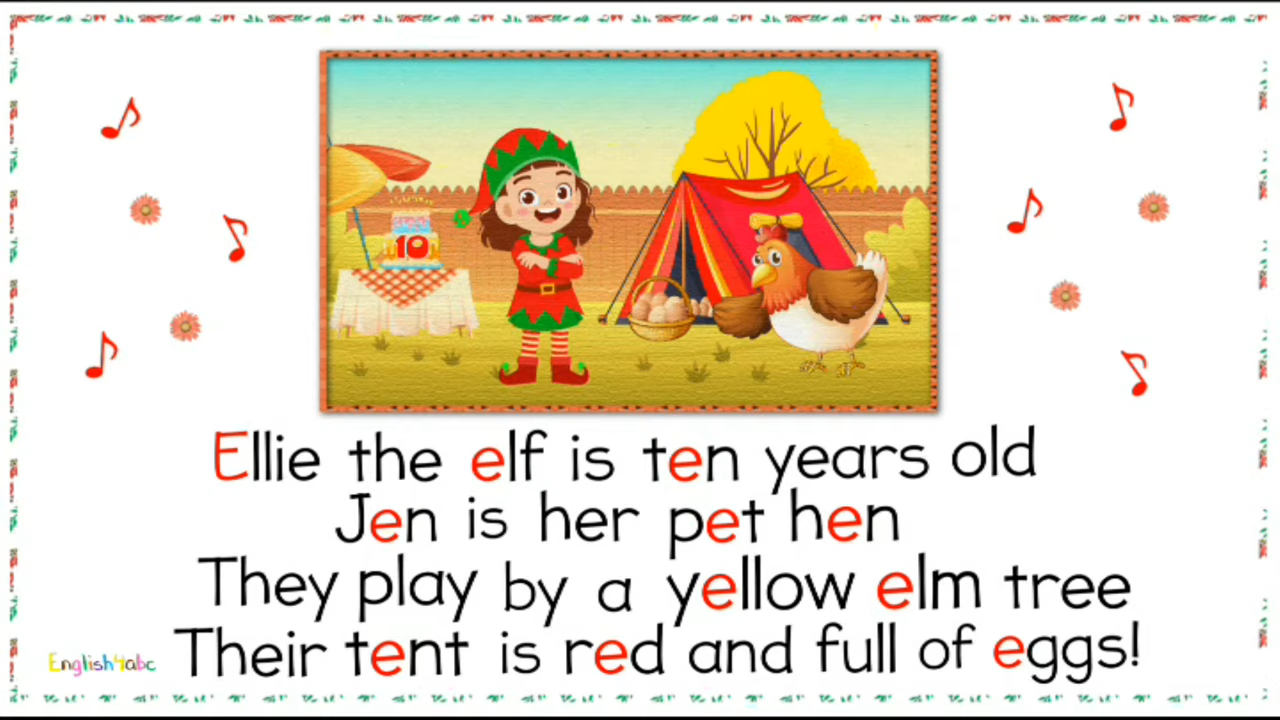 10
Ellie the elf is ten years old
Jen is her pet hen
They play by a yellow elm tree
Their tent is red and full of eggs!
English4abc